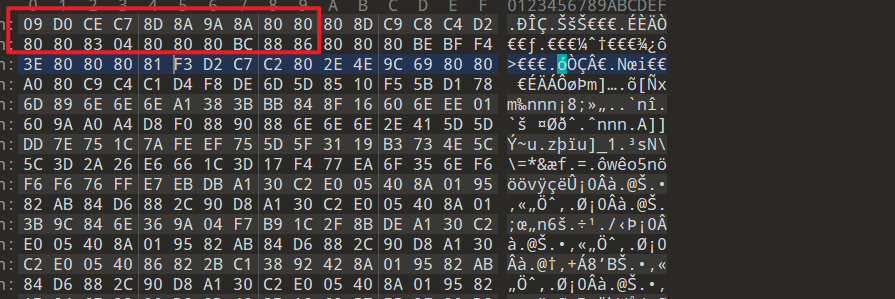 0 1 2 3 4 5 6 7 8 9 A B C D E F 0123456789ABCDEF
h: 09 D0 CE C7 8D 8A 9A 8A 80 80 80 8D C9 C8 C4 D2 .ÐÎÇ.ŠšŠ€€€.ÉÈÄÒ
h: 80 80 83 04 80 80 80 BC 88 86 80 80 80 BE BF F4 €€ƒ.€€€¼ˆ†€€€¾¿ô
h: 3E 80 80 80 81 F3 D2 C7 C2 80 2E 4E 9C 69 80 80 >€€€.óÒÇÂ€.Nœi€€
h: A0 80 C9 C4 C1 D4 F8 DE 6D 5D 85 10 F5 5B D1 78 €ÉÄÁÔøÞm]….õ[Ñx
h: 6D 89 6E 6E 6E A1 38 3B BB 84 8F 16 60 6E EE 01 m‰nnn¡8;»„..`nî.
h: 60 9A A0 A4 D8 F0 88 90 88 6E 6E 6E 2E 41 5D 5D `š ¤Øðˆ.ˆnnn.A]]
h: DD 7E 75 1C 7A FE EF 75 5D 5F 31 19 B3 73 4E 5C Ý~u.zþïu]_1.³sN\
h: 5C 3D 2A 26 E6 66 1C 3D 17 F4 77 EA 6F 35 6E F6 \=*&æf.=.ôwêo5nö
h: F6 F6 76 FF E7 EB DB A1 30 C2 E0 05 40 8A 01 95 öövÿçëÛ¡0Âà.@Š.•
h: 82 AB 84 D6 88 2C 90 D8 A1 30 C2 E0 05 40 8A 01 ‚«„Öˆ,.Ø¡0Âà.@Š.
h: 3B 9C 84 6E 36 9A 04 F7 B9 1C 2F 8B DE A1 30 C2 ;œ„n6š.÷¹./‹Þ¡0Â
h: E0 05 40 8A 01 95 82 AB 84 D6 88 2C 90 D8 A1 30 à.@Š.•‚«„Öˆ,.Ø¡0
h: C2 E0 05 40 86 82 2B C1 38 92 42 8A 01 95 82 AB Âà.@†‚+Á8’BŠ.•‚«
h: 84 D6 88 2C 90 D8 A1 30 C2 E0 05 40 8A 01 95 82 „Öˆ,.Ø¡0Âà.@Š.•‚